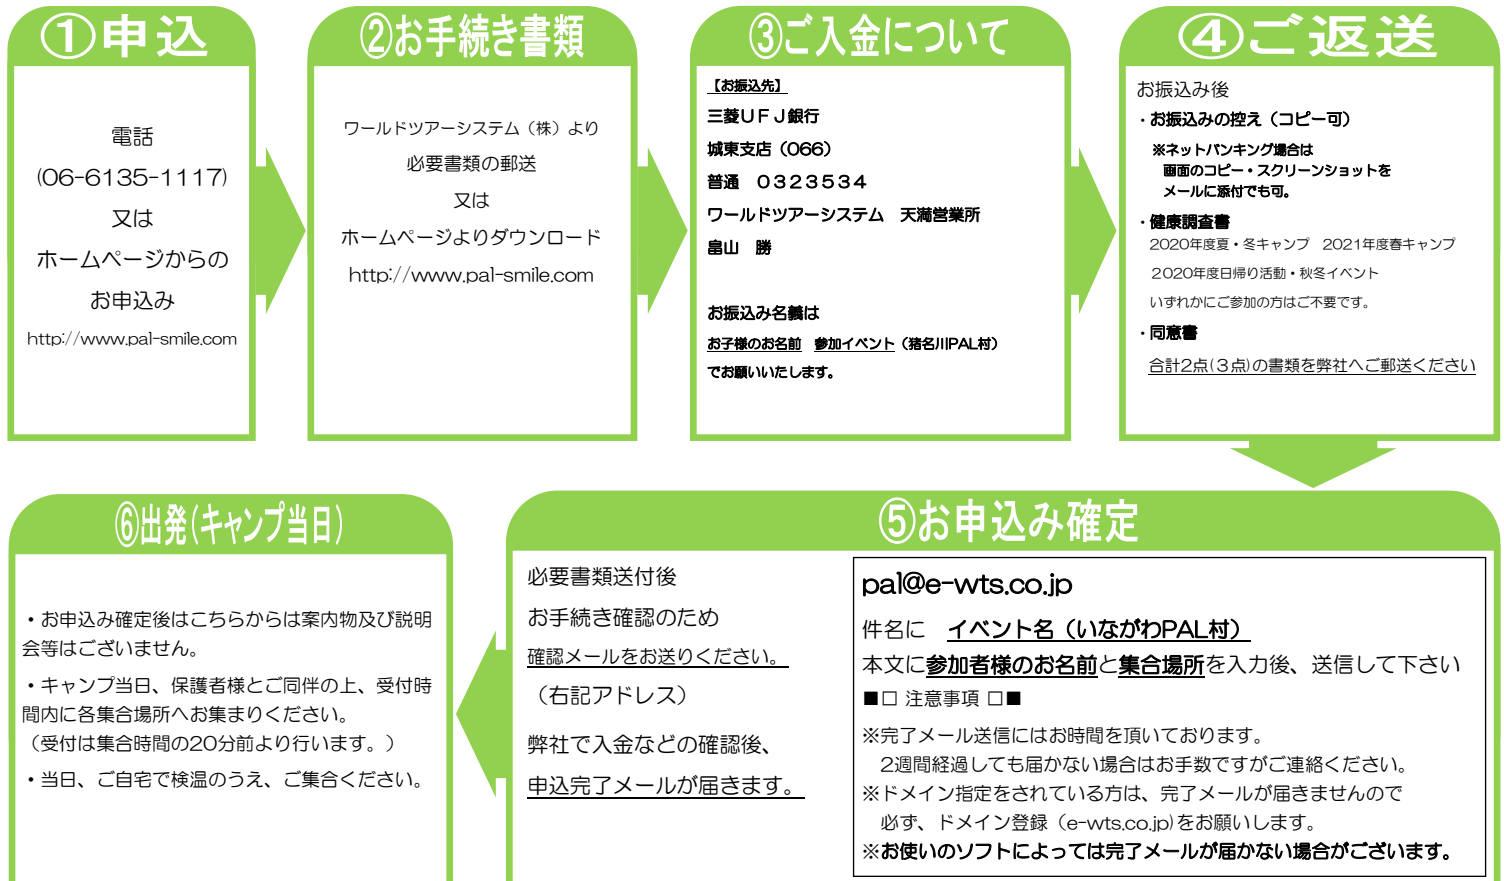 ①申込
電話
(06-6135-1117)
又は
ホームページからの
お申込み
http://www.pal-smile.com
②お手続き書類
ワールドツアーシステム（株）より
必要書類の郵送
又は
ホームページよりダウンロード
http://www.pal-smile.com
③ご入金について
【お振込先】
三菱ＵＦＪ銀行
城東支店（066）
普通　０３２３５３４
ワールドツアーシステム　天満営業所
畠山　勝
お振込み名義は
お子様のお名前　参加イベント（猪名川PAL村）
でお願いいたします。
④ご返送
お振込み後
・お振込みの控え（コピー可）
※ネットバンキング場合は
画面のコピー・スクリーンショットを
メールに添付でも可。
・健康調査書
2020年度夏・冬キャンプ　2021年度春キャンプ
２０２０年度日帰り活動・秋冬イベント
いずれかにご参加の方はご不要です。
・同意書
合計2点(３点)の書類を弊社へご郵送ください
⑤お申込み確定
必要書類送付後
お手続き確認のため
確認メールをお送りください。
（右記アドレス）
弊社で入金などの確認後、
申込完了メールが届きます。
pal@e-wts.co.jp
件名に　イベント名（いながわPAL村）
本文に参加者様のお名前と集合場所を入力後、送信して下さい
■□ 注意事項 □■
※完了メール送信にはお時間を頂いております。
2週間経過しても届かない場合はお手数ですがご連絡ください。
※ドメイン指定をされている方は、完了メールが届きませんので
必ず、ドメイン登録（e-wts.co.jp)をお願いします。
※お使いのソフトによっては完了メールが届かない場合がございます。
⑥出発(キャンプ当日)
・お申込み確定後はこちらからは案内物及び説明
会等はございません。
・キャンプ当日、保護者様とご同伴の上、受付時
間内に各集合場所へお集まりください。
（受付は集合時間の20分前より行います。）
・当日、ご自宅で検温のうえ、ご集合ください。